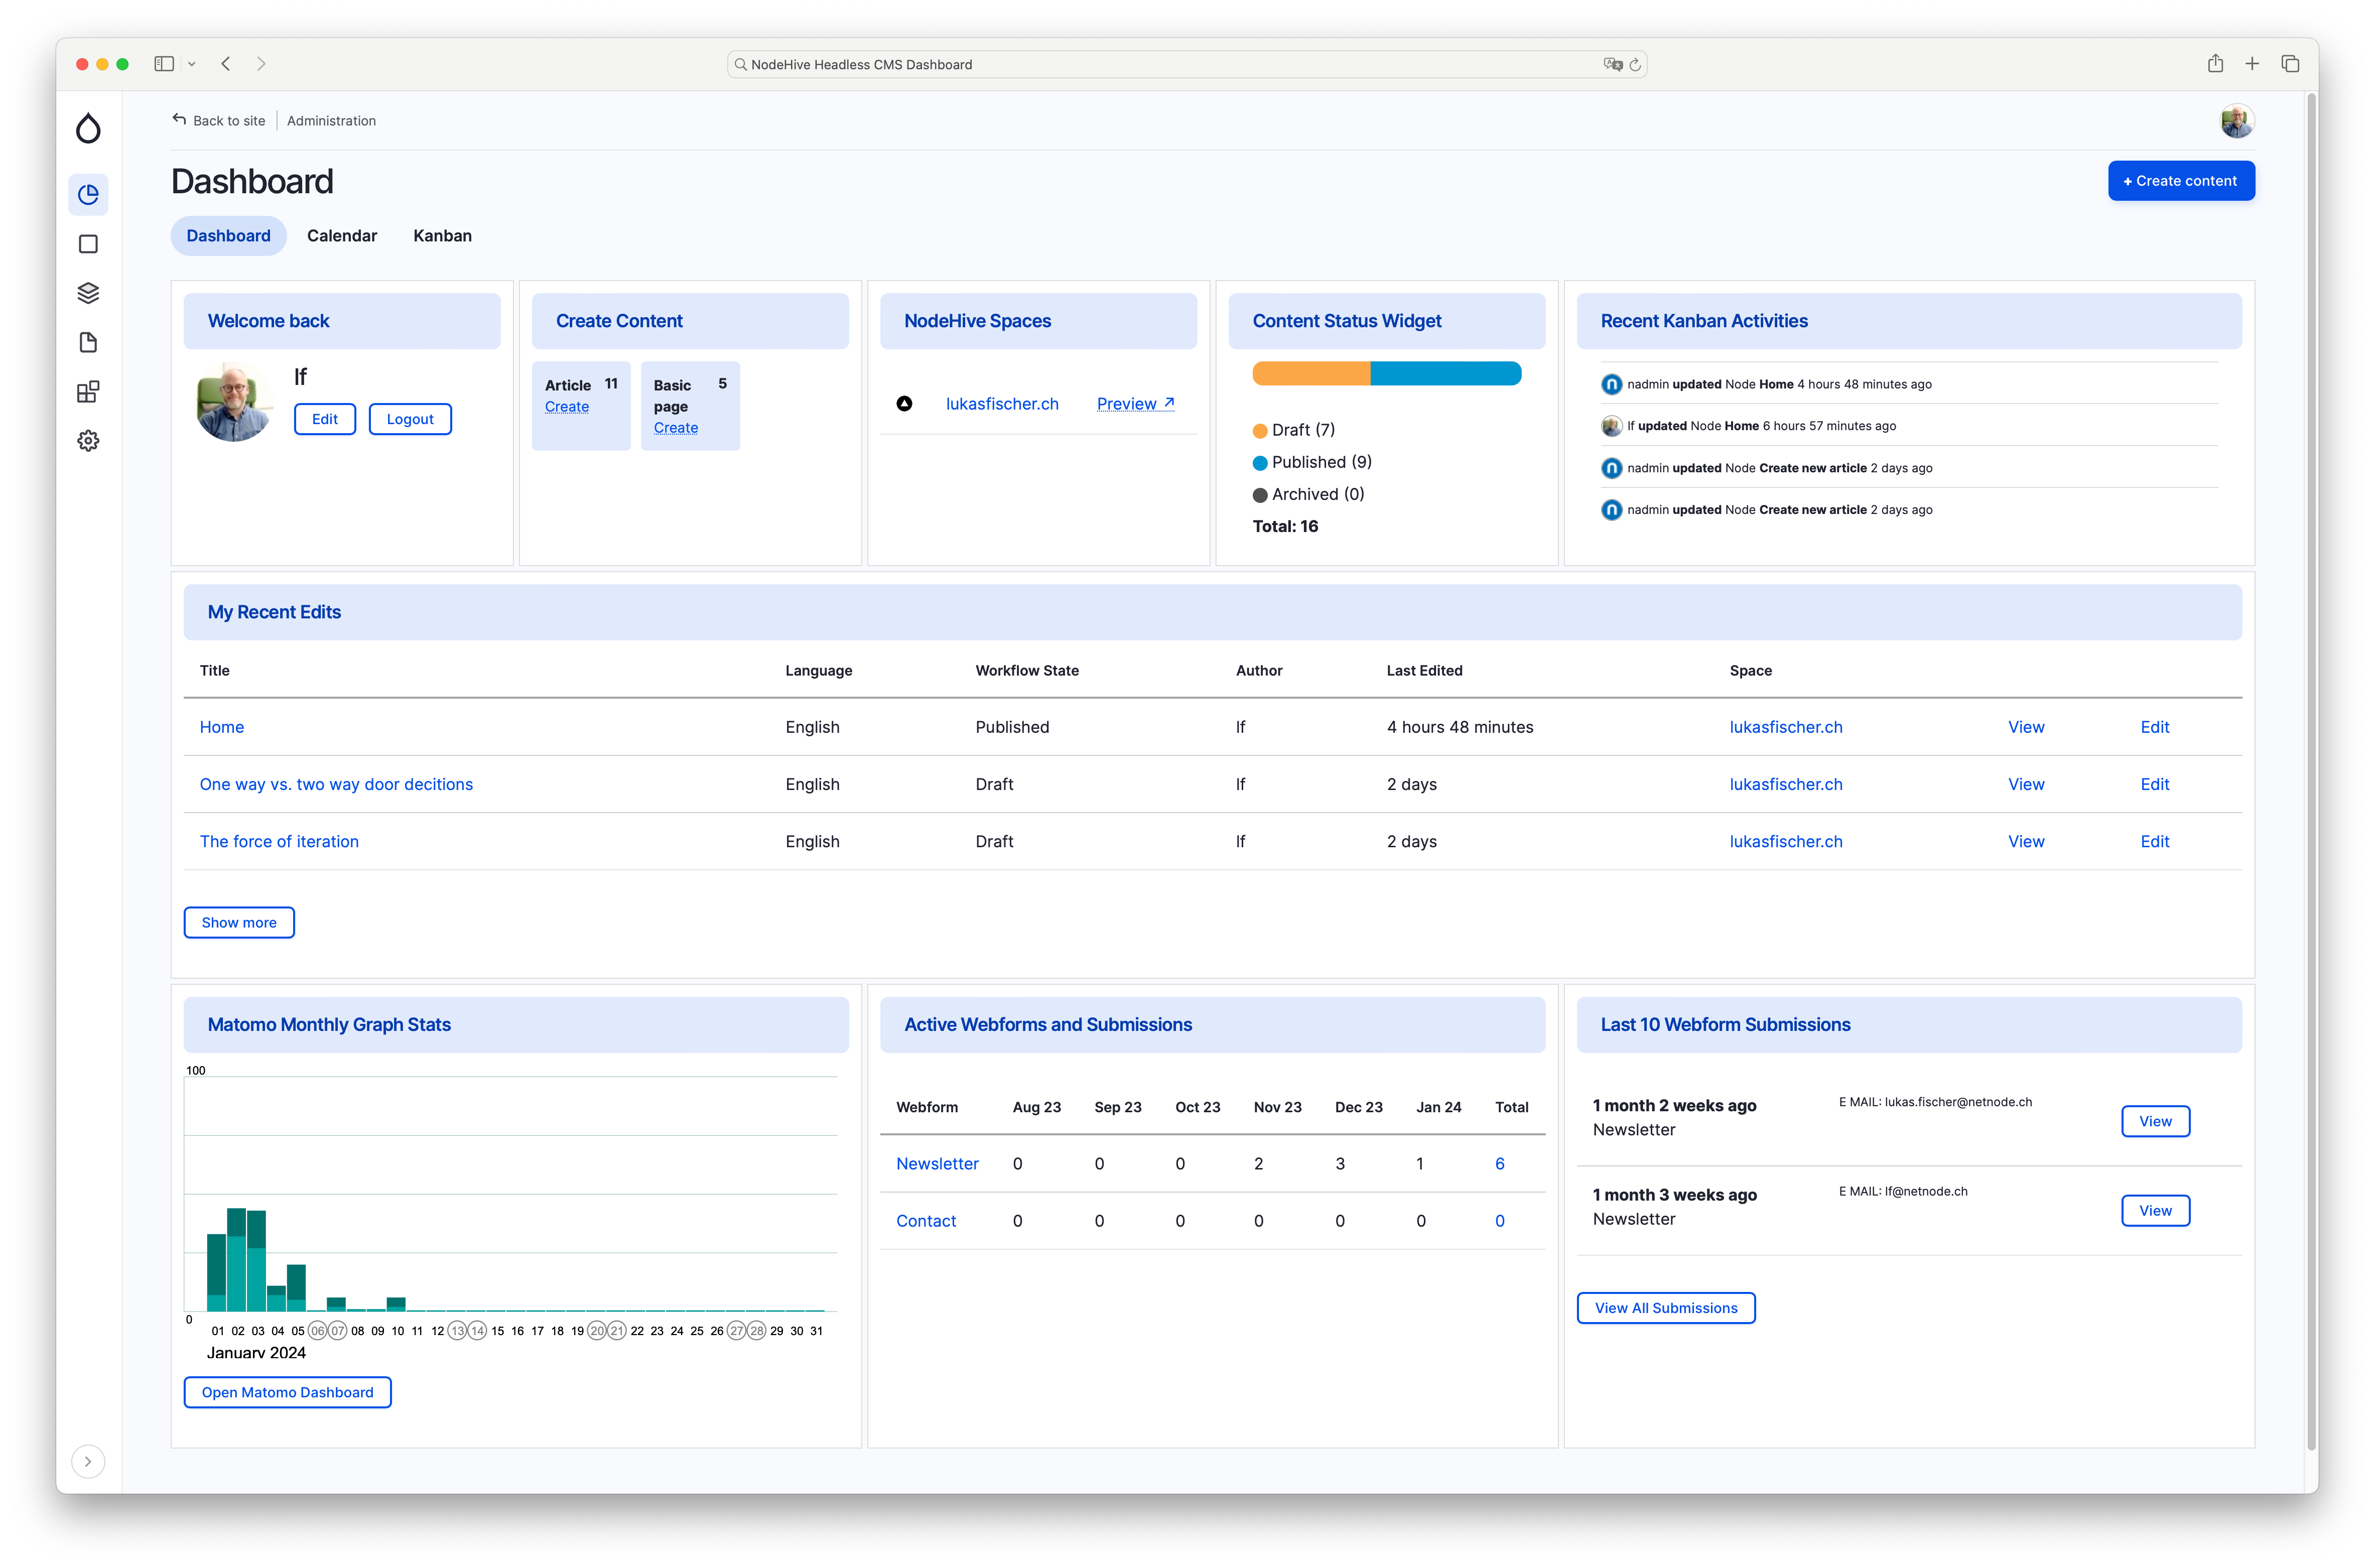 NodeHive Headless CMS Dashboard
Back to site Administration
Dashboard
+ Create content
Dashboard Calendar Kanban
Welcome back
lf
Edit Logout
Create Content
Article 11
Create
Basic page 5
Create
NodeHive Spaces
lukasfischer.ch Preview
Content Status Widget
Draft (7)
Published (9)
Archived (0)
Total: 16
Recent Kanban Activities
nadmin updated Node Home 4 hours 48 minutes ago
lf updated Node Home 6 hours 57 minutes ago
nadmin updated Node Create new article 2 days ago
nadmin updated Node Create new article 2 days ago
My Recent Edits
Title Language Workflow State Author Last Edited Space
Home English Published lf 4 hours 48 minutes lukasfischer.ch View Edit
One way vs. two way door decitions English Draft lf 2 days lukasfischer.ch View Edit
The force of iteration English Draft lf 2 days lukasfischer.ch View Edit
Show more
Matomo Monthly Graph Stats
100
0
01 02 03 04 05 06 07 08 09 10 11 12 13 14 15 16 17 18 19 20 21 22 23 24 25 26 27 28 29 30 31
January 2024
Open Matomo Dashboard
Active Webforms and Submissions
Webform Aug 23 Sep 23 Oct 23 Nov 23 Dec 23 Jan 24 Total
Newsletter 0 0 0 2 3 1 6
Contact 0 0 0 0 0 0 0
Last 10 Webform Submissions
1 month 2 weeks ago E MAIL: lukas.fischer@netnode.ch
Newsletter
View
1 month 3 weeks ago E MAIL: lf@netnode.ch
Newsletter
View
View All Submissions